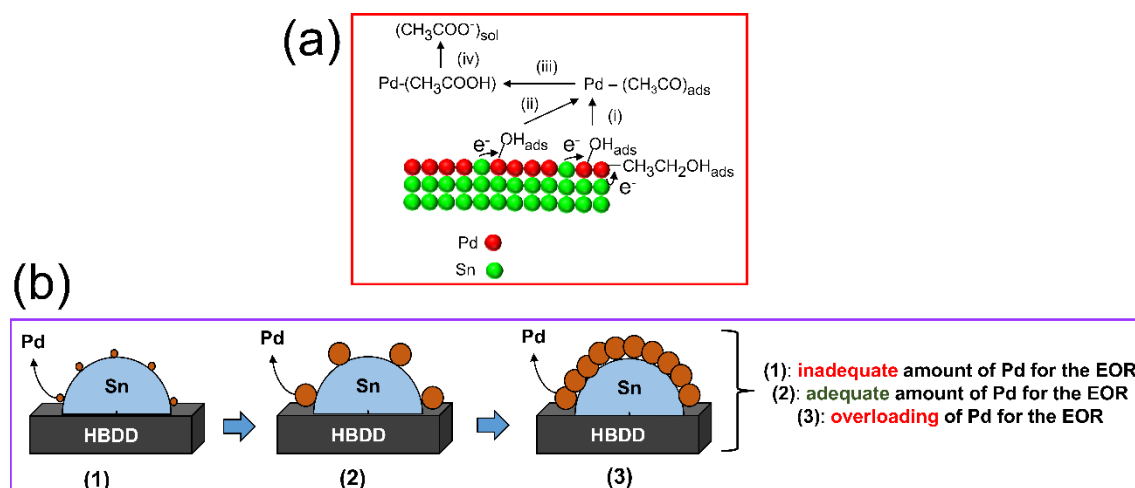 (a)
(CH₃COO⁻)sol
(iv)
Pd-(CH₃COOH) (iii) Pd – (CH₃CO)ads
(ii) (i)
e⁻ OHads e⁻ OHads
CH₃CH₂OHads
e⁻
Pd
Sn
(b)
Pd Pd Pd
Sn Sn Sn
HBDD HBDD HBDD
(1) (2) (3)
(1): inadequate amount of Pd for the EOR
(2): adequate amount of Pd for the EOR
(3): overloading of Pd for the EOR